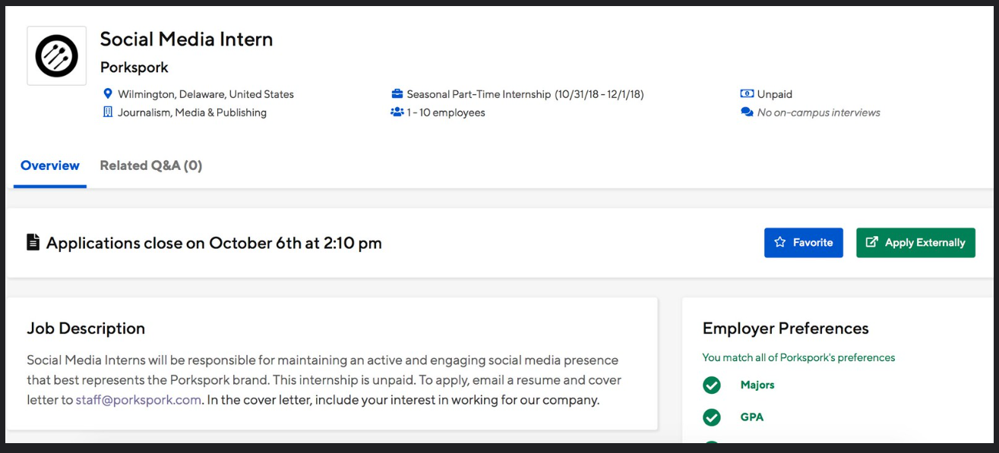 Social Media Intern
Porkspork
Wilmington, Delaware, United States
Seasonal Part-Time Internship (10/31/18 - 12/1/18)
Unpaid
Journalism, Media & Publishing
1 - 10 employees
No on-campus interviews
Overview
Related Q&A (0)
Applications close on October 6th at 2:10 pm
Favorite
Apply Externally
Job Description
Social Media Interns will be responsible for maintaining an active and engaging social media presence
that best represents the Porkspork brand. This internship is unpaid. To apply, email a resume and cover
letter to staff@porkspork.com. In the cover letter, include your interest in working for our company.
Employer Preferences
You match all of Porkspork's preferences
Majors
GPA